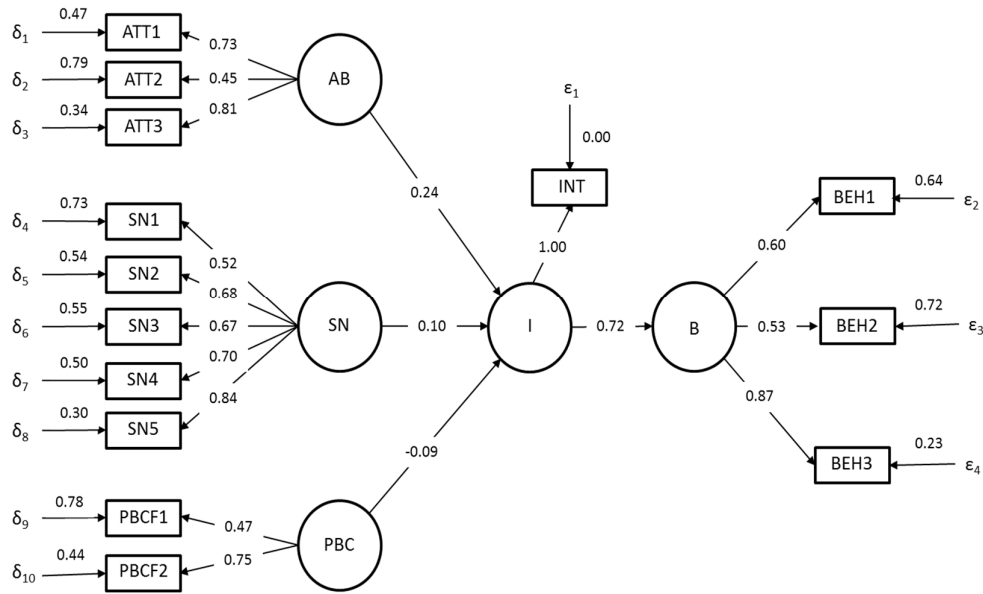 δ1 0.47 ATT1
0.73
δ2 0.79 ATT2 0.45 AB
δ3 0.34 ATT3 0.81
ε1
0.00
INT
0.24
1.00
δ4 0.73 SN1
0.52
δ5 0.54 SN2
0.68
δ6 0.55 SN3 0.67 SN 0.10 I 0.72 B 0.53 BEH2 0.72 ε3
0.70
δ7 0.50 SN4
0.84
δ8 0.30 SN5
0.60
BEH1 0.64 ε2
0.87
BEH3 0.23 ε4
-0.09
δ9 0.78 PBCF1 0.47
PBC
δ10 0.44 PBCF2 0.75